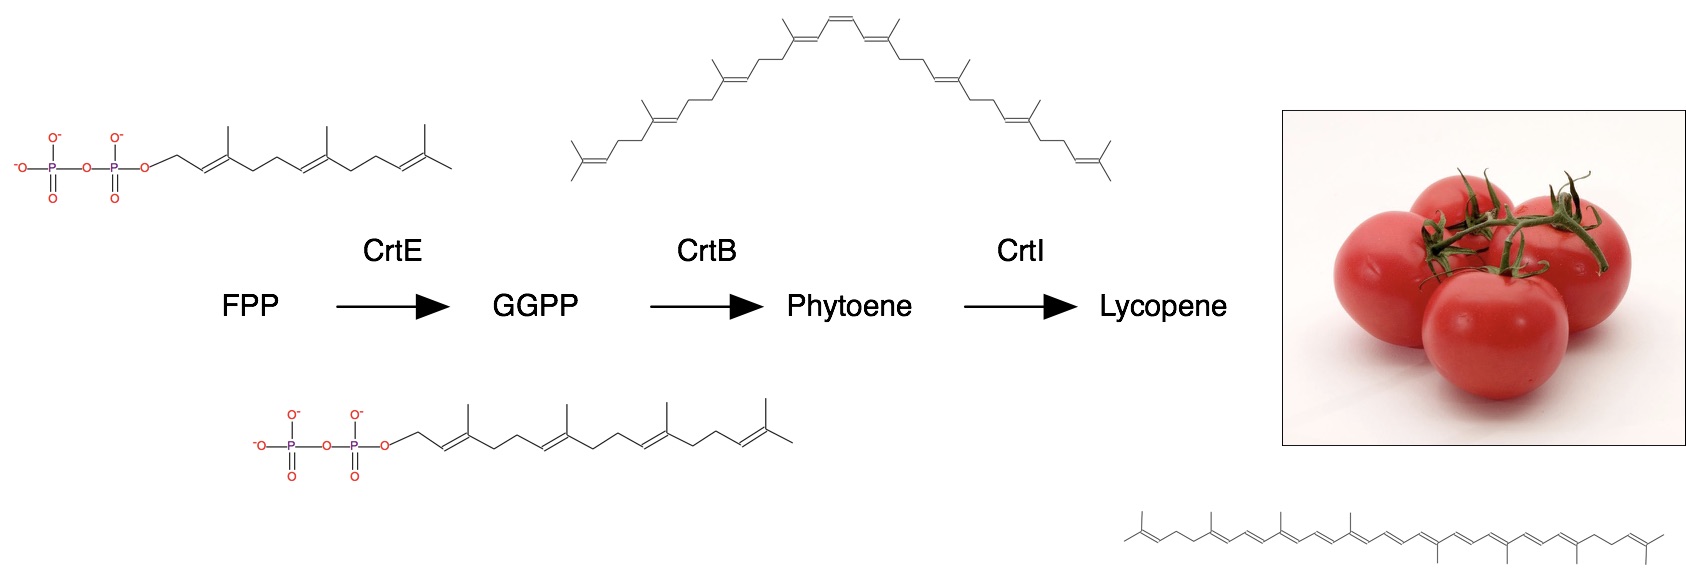 O⁻ O⁻
⁻O P O P O
O O
CrtE CrtB CrtI
FPP GGPP Phytoene Lycopene
O⁻ O⁻
⁻O P O P O
O O